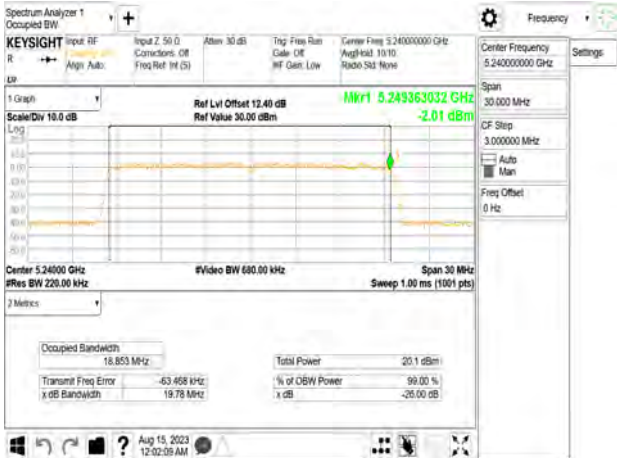 Spectrum Analyzer 1
Occupied BW
Frequency
KEYSIGHT Input: RF
R
Align: Auto
Input Z: 50 Ω
Corrections: Off
Freq Ref: Int (S)
Atten: 30 dB
Trig: Free Run
Gate: Off
#IF Gain: Low
Center Freq: 5.240000000 GHz
Avg|Hold: 10/10
Radio Std: None
Center Frequency
5.240000000 GHz
Settings
Span
30.000 MHz
CF Step
3.000000 MHz
Auto
Man
Freq Offset
0 Hz
1 Graph
Scale/Div 10.0 dB
Log
Ref Lvl Offset 12.40 dB
Ref Value 30.00 dBm
Mkr1 5.249363032 GHz
-2.01 dBm
0.00
Center 5.24000 GHz
#Res BW 220.00 kHz
#Video BW 680.00 kHz
Span 30 MHz
Sweep 1.00 ms (1001 pts)
2 Metrics
Occupied Bandwidth
18.853 MHz
Total Power 20.1 dBm
Transmit Freq Error -63.468 kHz
% of OBW Power 99.00 %
x dB Bandwidth 19.78 MHz
x dB -26.00 dB
?
Aug 15, 2023
12:02:09 AM